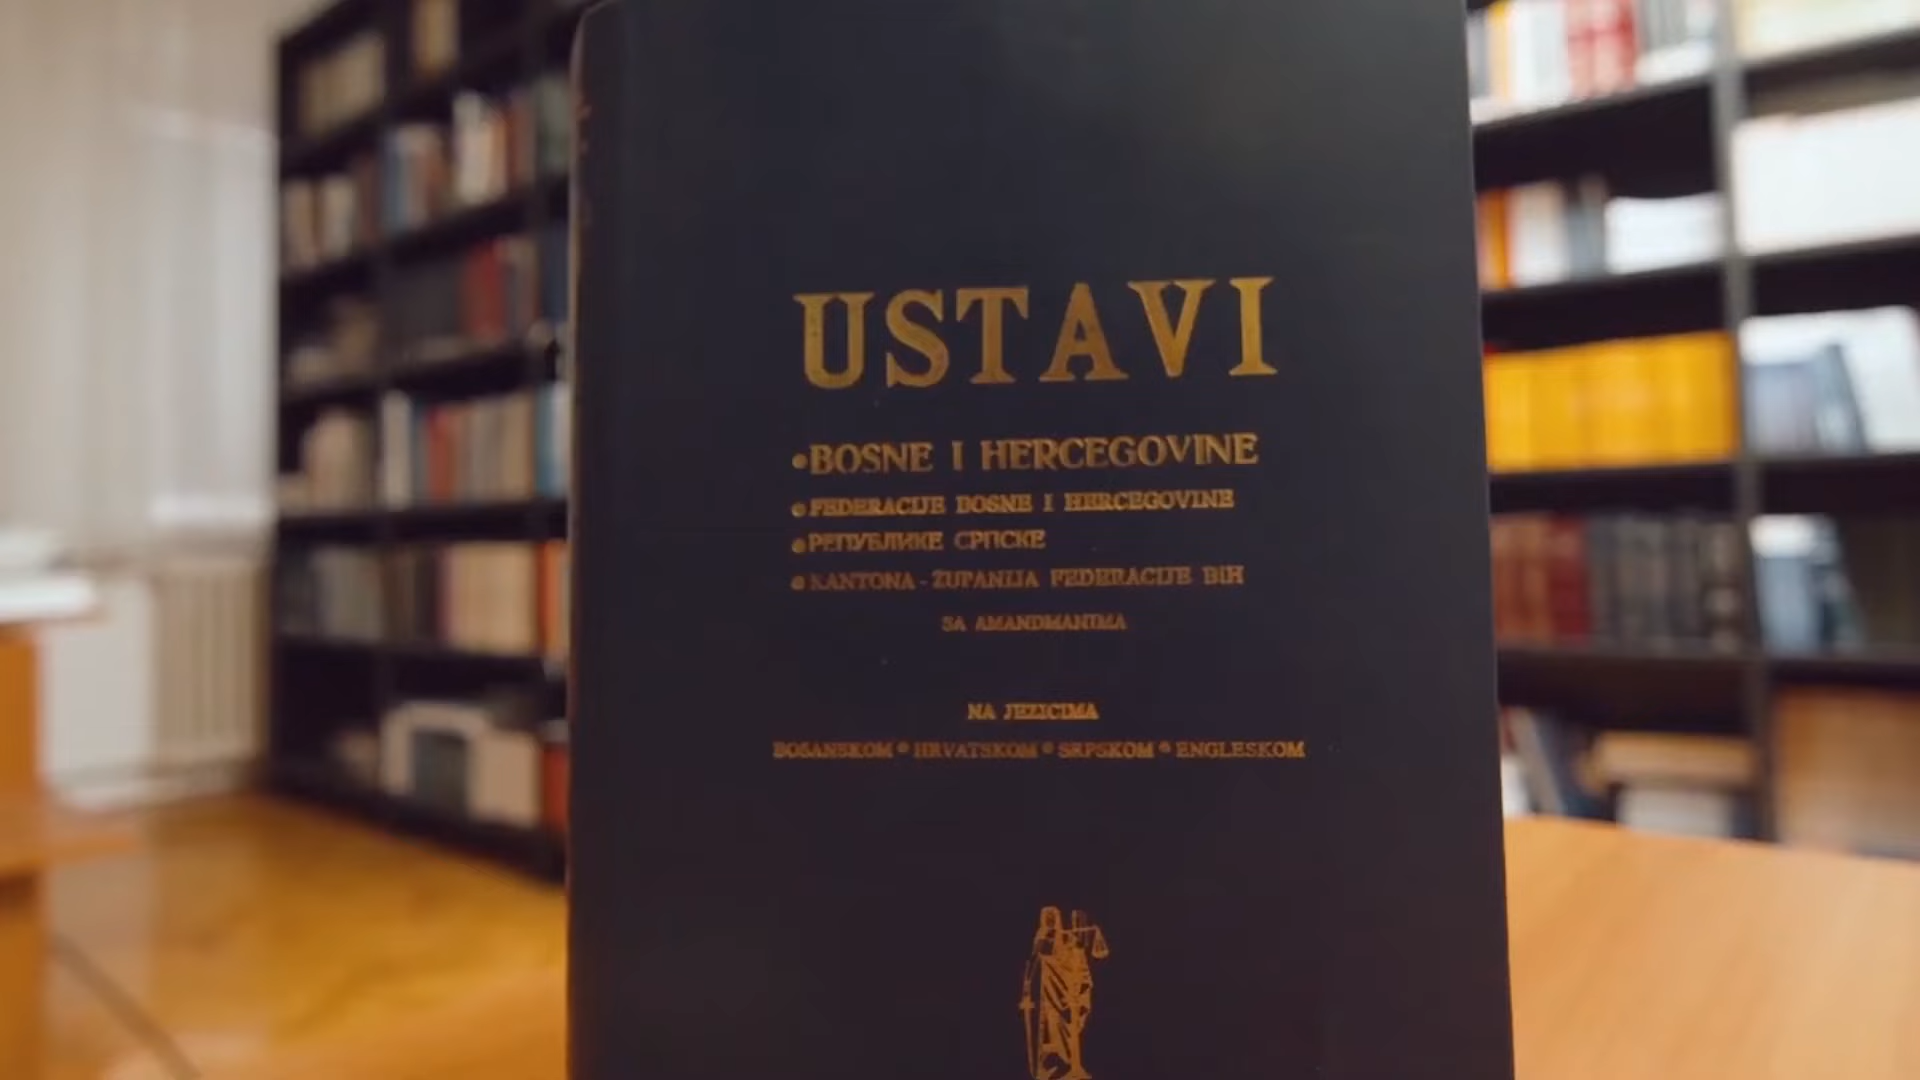 USTAVI
•BOSNE I HERCEGOVINE
•FEDERACIJE BOSNE I HERCEGOVINE
•РЕПУБЛИКЕ СРПСКЕ
•KANTONA-ŽUPANIJA FEDERACIJE BIH
SA AMANDMANIMA
NA JEZICIMA
BOSANSKOM • HRVATSKOM • SRPSKOM • ENGLESKOM